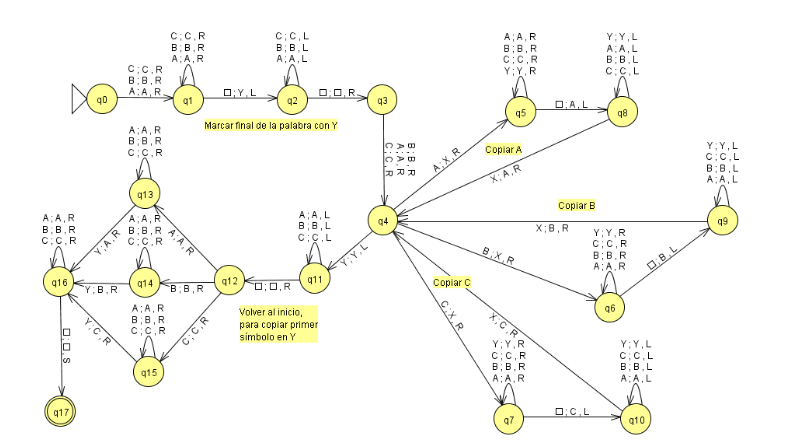 C ; C , R
B ; B , R
A ; A , R
q0
C ; C , R
B ; B , R
A ; A , R
q1
□ ; Y , L
C ; C , L
B ; B , L
A ; A , L
q2
□ ; □ , R
q3
Marcar final de la palabra con Y
B ; B , R
A ; A , R
C ; C , R
q4
A ; X , R
A ; A , R
B ; B , R
C ; C , R
Y ; Y , R
q5
□ ; A , L
Y ; Y , L
A ; A , L
B ; B , L
C ; C , L
q8
Copiar A
X ; A , R
Copiar B
X ; B , R
Y ; Y , L
C ; C , L
B ; B , L
A ; A , L
q9
B ; X , R
Y ; Y , R
C ; C , R
B ; B , R
A ; A , R
q6
□ ; B , L
Copiar C
C ; X , R
X ; C , R
Y ; Y , R
C ; C , R
B ; B , R
A ; A , R
q7
□ ; C , L
Y ; Y , L
C ; C , L
B ; B , L
A ; A , L
q10
Y ; Y , L
A ; A , L
B ; B , L
C ; C , L
q11
□ ; □ , R
q12
Volver al inicio,
para copiar primer
símbolo en Y
A ; A , R
B ; B , R
C ; C , R
A ; A , R
B ; B , R
C ; C , R
q13
Y ; A , R
A ; A , R
B ; B , R
C ; C , R
q14
Y ; B , R
A ; A , R
B ; B , R
C ; C , R
q15
Y ; C , R
A ; A , R
B ; B , R
C ; C , R
q16
□ ; □ , S
q17